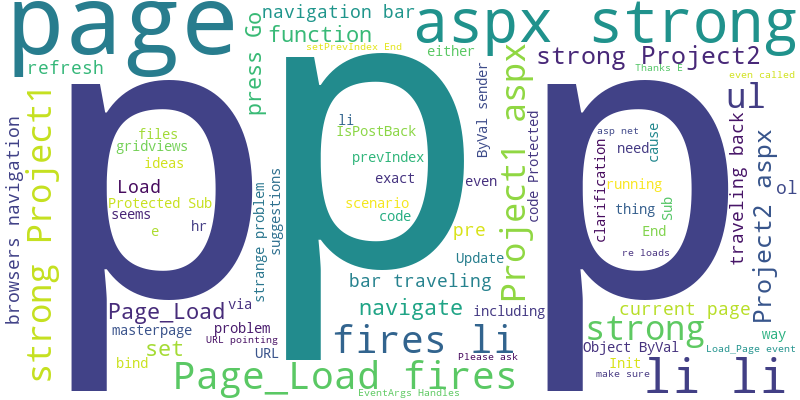 page
aspx strong
navigation bar
function
setPrevIndex End
either
press Go
refresh
strong Project2
Thanks E
even called
ul
p
p
p
strong Project1
browsers navigation
files
gridviews
ideas
Load
Protected Sub
seems
hr
e
li
IsPostBack
prevIndex
exact
scenario
code
even
pre
ByVal sender
Project1 aspx
code Protected
asp net
need
cause
clarification
running
thing
Sub
End
re loads
traveling back
Project2 aspx
ol
strange problem
suggestions
Update
bar traveling
Page_Load
via
masterpage
problem
URL pointing
set
URL
bind
navigate
including
fires li
Please ask
Page_Load fires
EventArgs Handles
current page
strong
way
Object ByVal
Load_Page event
Init
make sure
li li